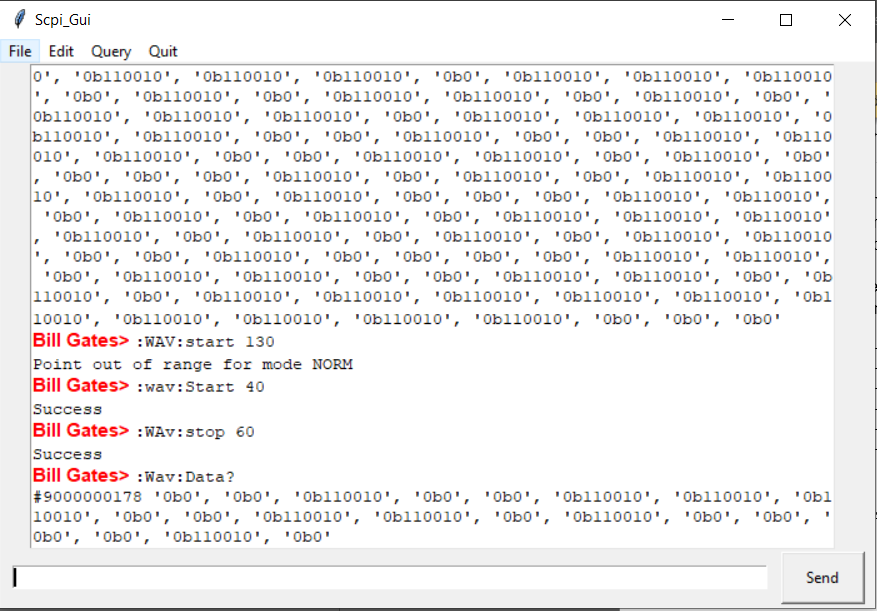 Scpi_Gui
File Edit Query Quit
0', '0b110010', '0b110010', '0b110010', '0b0', '0b110010', '0b110010', '0b110010
', '0b0', '0b110010', '0b0', '0b110010', '0b110010', '0b0', '0b110010', '0b0', '
0b110010', '0b110010', '0b110010', '0b0', '0b110010', '0b110010', '0b110010', '0
b110010', '0b110010', '0b0', '0b0', '0b110010', '0b0', '0b0', '0b110010', '0b110
010', '0b110010', '0b0', '0b0', '0b110010', '0b110010', '0b0', '0b110010', '0b0'
, '0b0', '0b0', '0b0', '0b110010', '0b0', '0b110010', '0b0', '0b110010', '0b1100
10', '0b110010', '0b0', '0b110010', '0b0', '0b0', '0b0', '0b110010', '0b110010',
 '0b0', '0b110010', '0b0', '0b110010', '0b0', '0b110010', '0b110010', '0b110010'
, '0b110010', '0b0', '0b110010', '0b0', '0b110010', '0b0', '0b110010', '0b110010
', '0b0', '0b0', '0b110010', '0b0', '0b0', '0b0', '0b110010', '0b0', '0b110010',
 '0b0', '0b110010', '0b110010', '0b0', '0b0', '0b110010', '0b110010', '0b0', '0b
110010', '0b0', '0b110010', '0b110010', '0b0', '0b110010', '0b110010', '0b1
10010', '0b110010', '0b110010', '0b110010', '0b110010', '0b0', '0b0', '0b0'
Bill Gates> :WAV:start 130
Point out of range for mode NORM
Bill Gates> :wav:Start 40
Success
Bill Gates> :WAv:stop 60
Success
Bill Gates> :Wav:Data?
#9000000178 '0b0', '0b0', '0b110010', '0b0', '0b0', '0b110010', '0b110010', '0b1
10010', '0b0', '0b0', '0b110010', '0b110010', '0b0', '0b110010', '0b0', '0b0', '
0b0', '0b0', '0b110010', '0b0'
Send